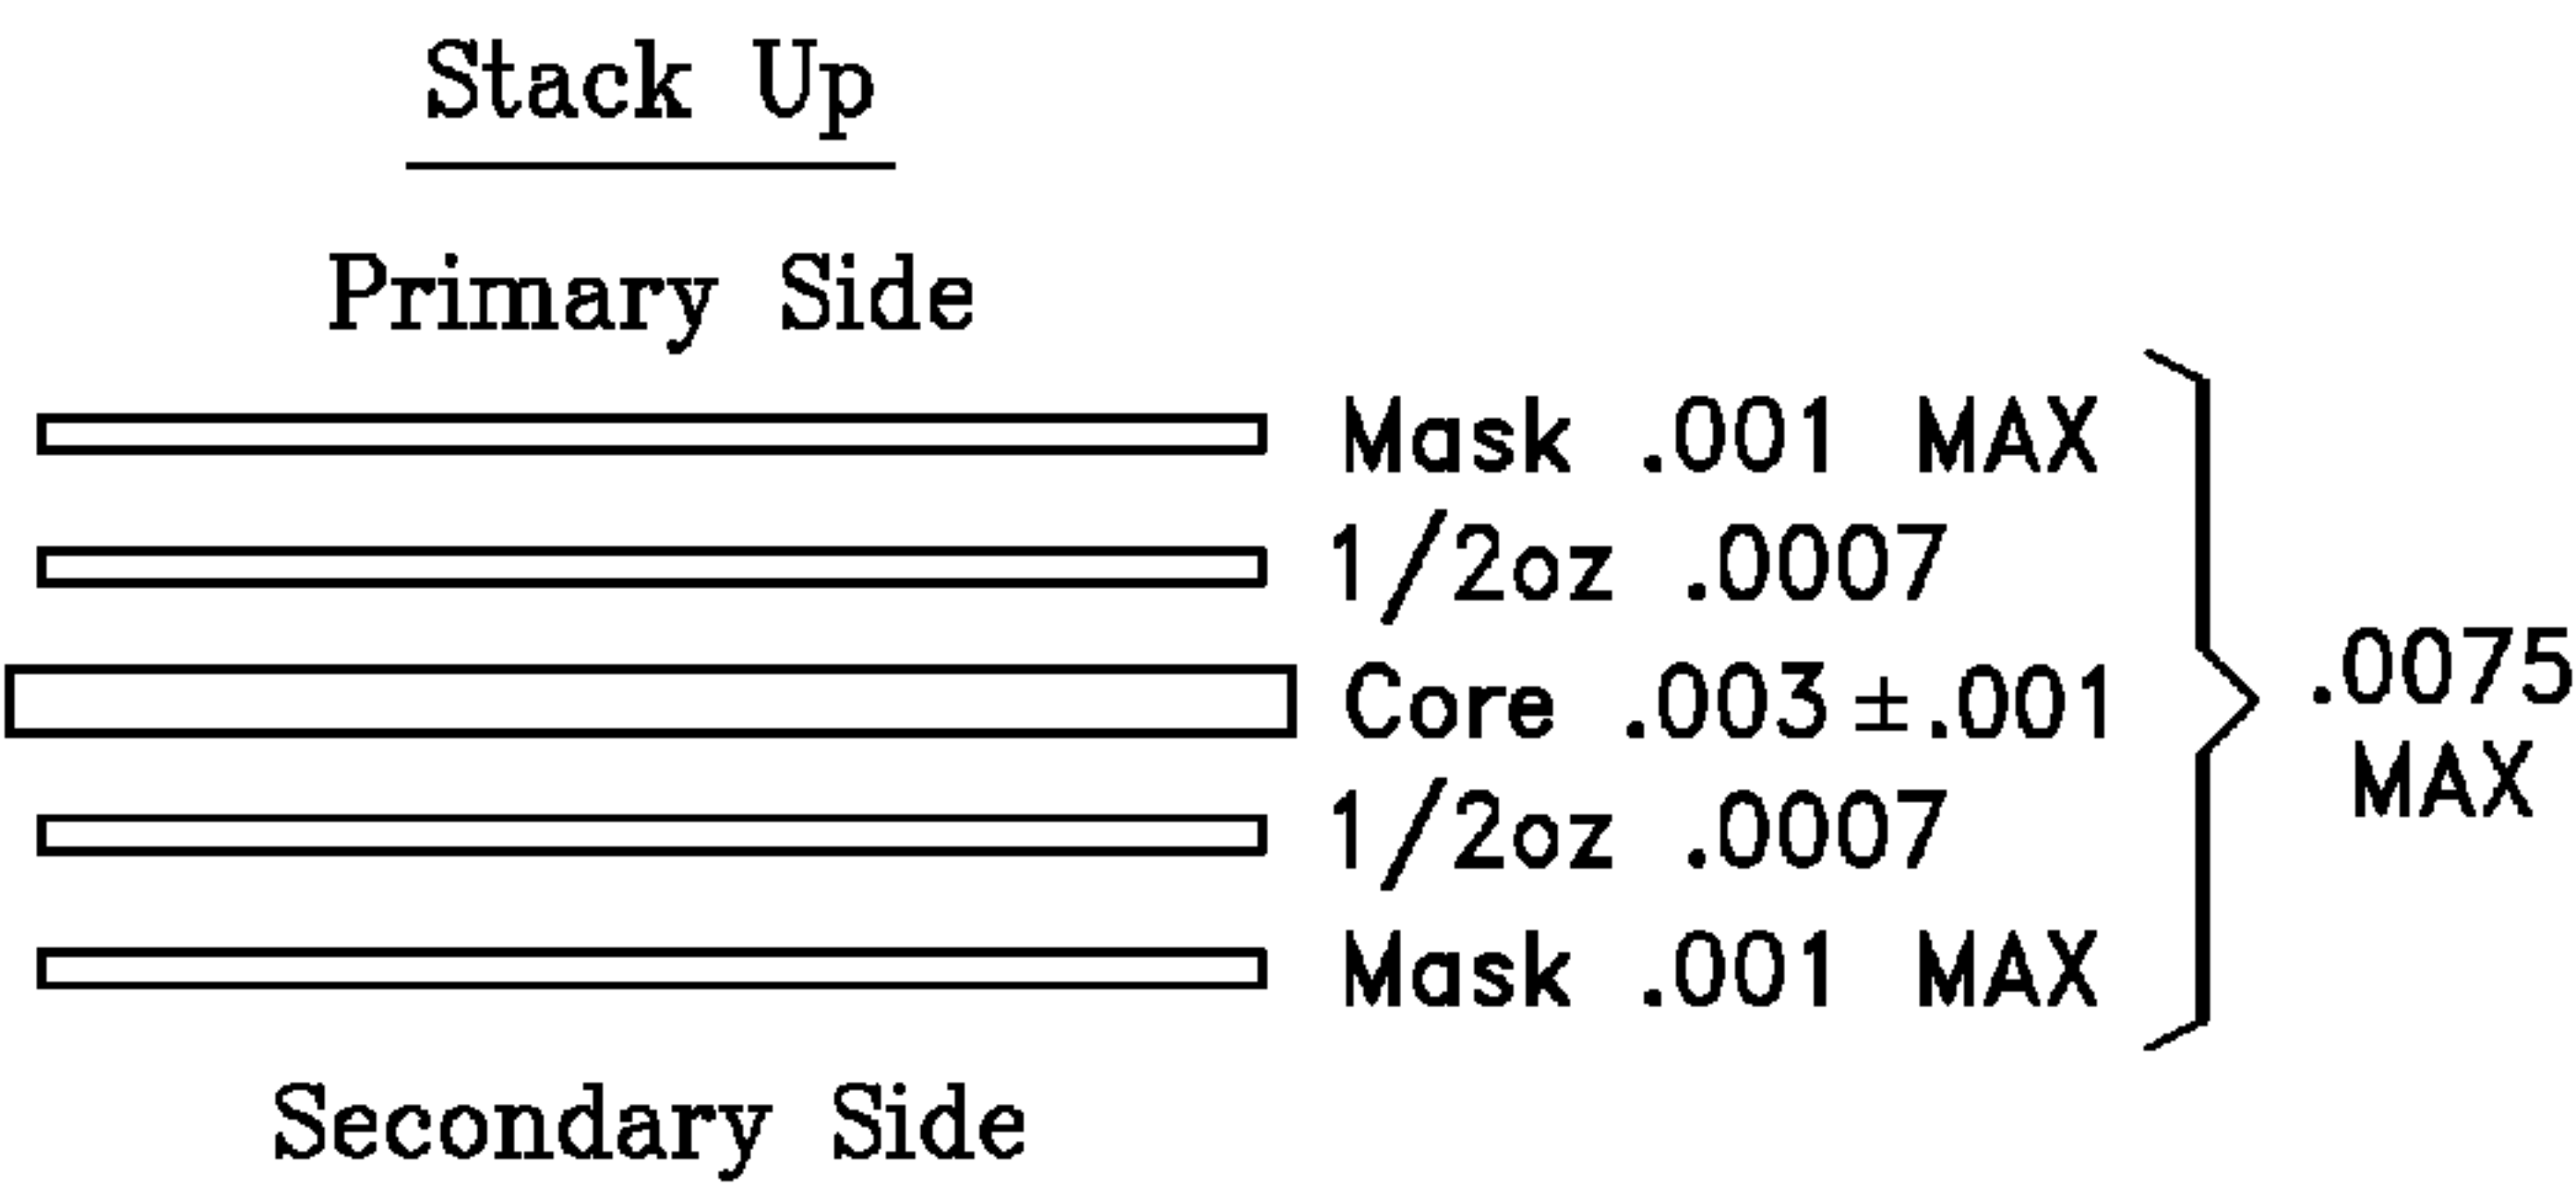 Stack Up
Primary Side
Mask .001 MAX
1/2oz .0007
Core .003 ±.001
1/2oz .0007
Mask .001 MAX
.0075
MAX
Secondary Side